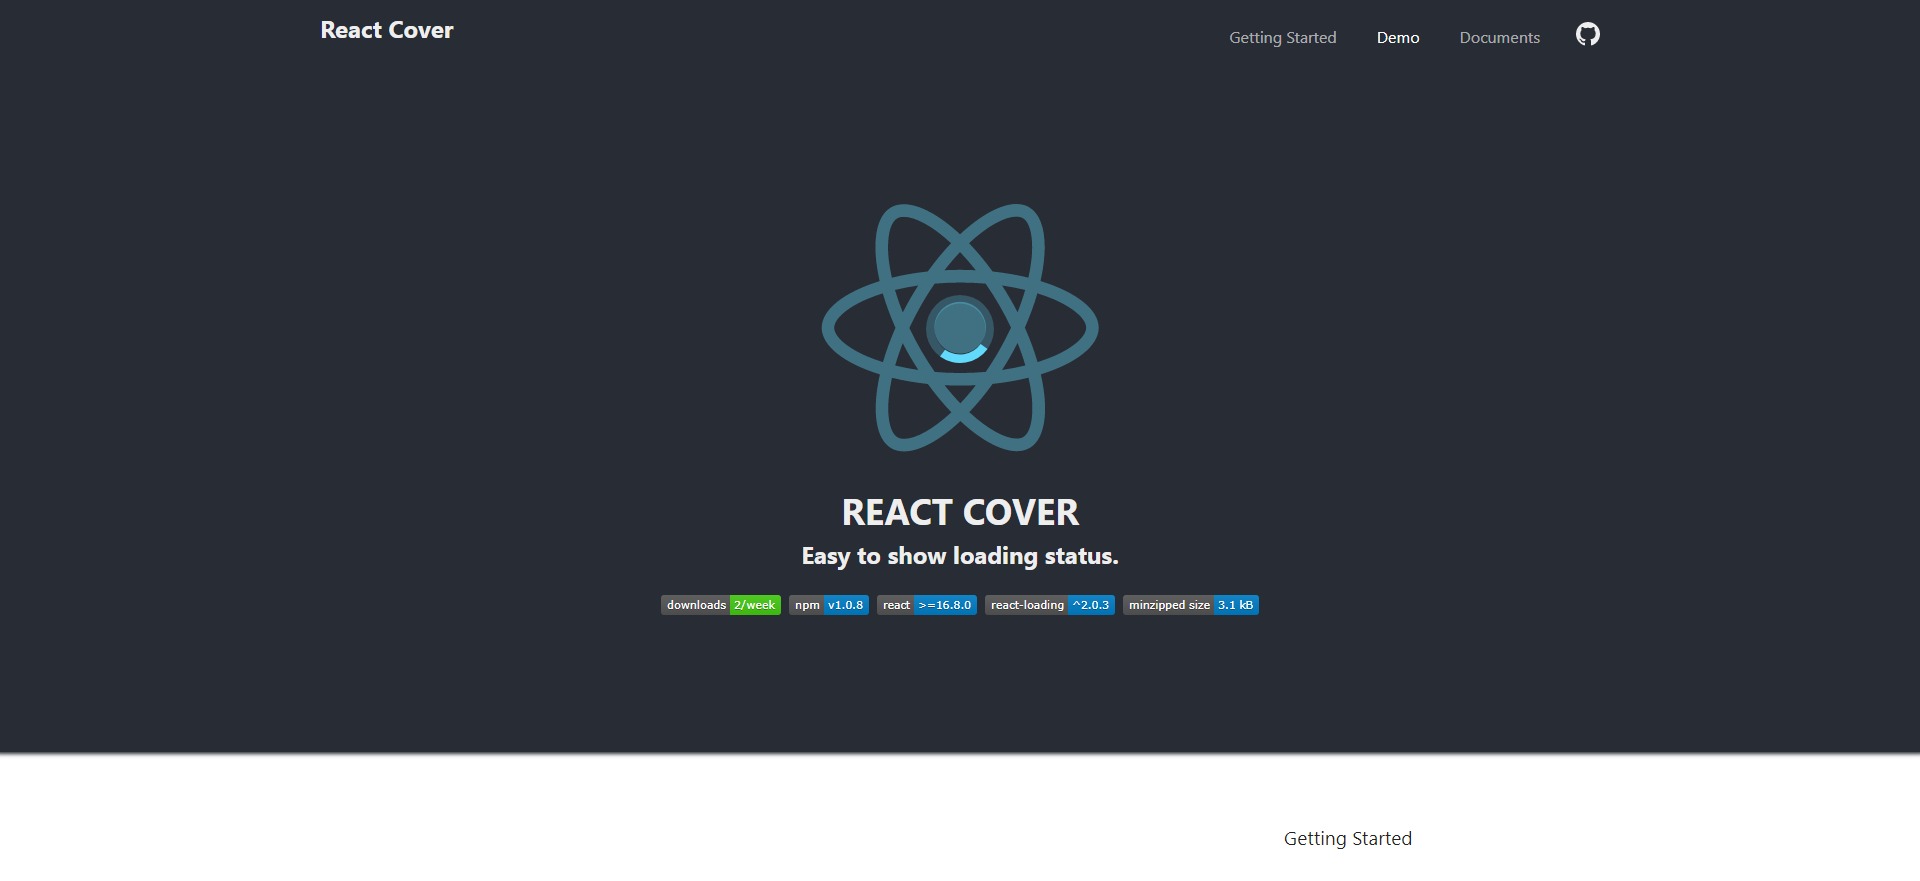 React Cover
Getting Started Demo Documents
REACT COVER
Easy to show loading status.
downloads 2/week npm v1.0.8 react >=16.8.0 react-loading ^2.0.3 minzipped size 3.1 kB
Getting Started